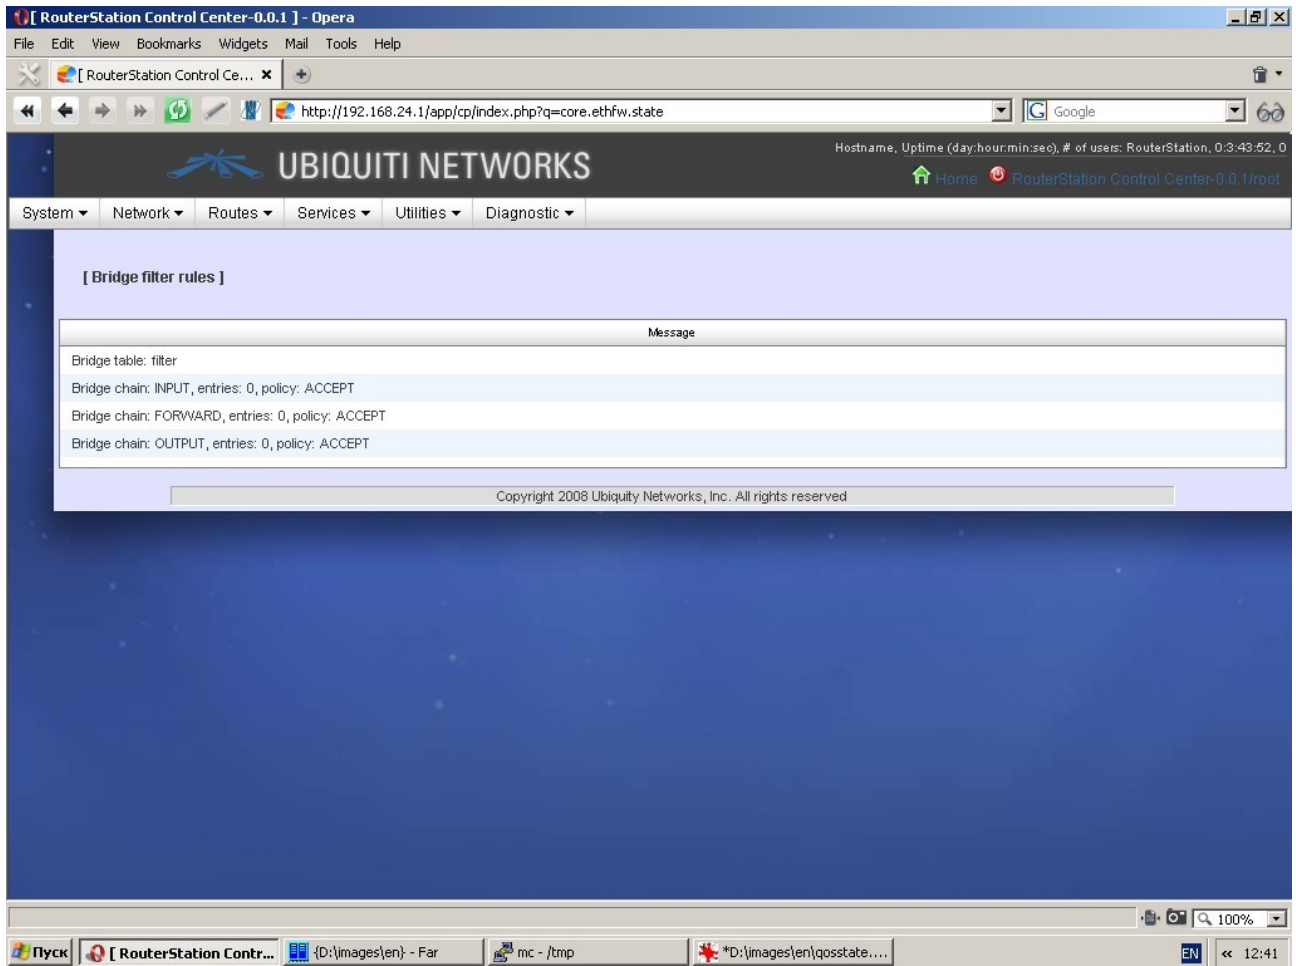 [ RouterStation Control Center-0.0.1 ] - Opera
File Edit View Bookmarks Widgets Mail Tools Help
[ RouterStation Control Ce...
http://192.168.24.1/app/cp/index.php?q=core.ethfw.state
Google
UBIQUITI NETWORKS
Hostname, Uptime (day:hour:min:sec), # of users: RouterStation, 0:3:43:52, 0
Home RouterStation Control Center-0.0.1/root
System Network Routes Services Utilities Diagnostic
[ Bridge filter rules ]
Message
Bridge table: filter
Bridge chain: INPUT, entries: 0, policy: ACCEPT
Bridge chain: FORWARD, entries: 0, policy: ACCEPT
Bridge chain: OUTPUT, entries: 0, policy: ACCEPT
Copyright 2008 Ubiquity Networks, Inc. All rights reserved
100%
Пуск [ RouterStation Contr... {D:\images\en} - Far mc - /tmp *D:\images\en\qosstate.... EN « 12:41